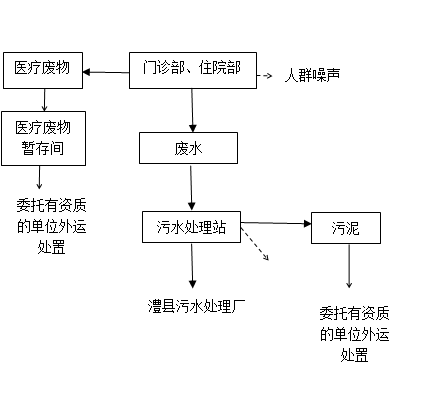 医疗废物
门诊部、住院部
人群噪声
医疗废物
暂存间
废水
委托有资质
的单位外运
处置
污水处理站
污泥
澧县污水处理厂
委托有资质
的单位外运
处置